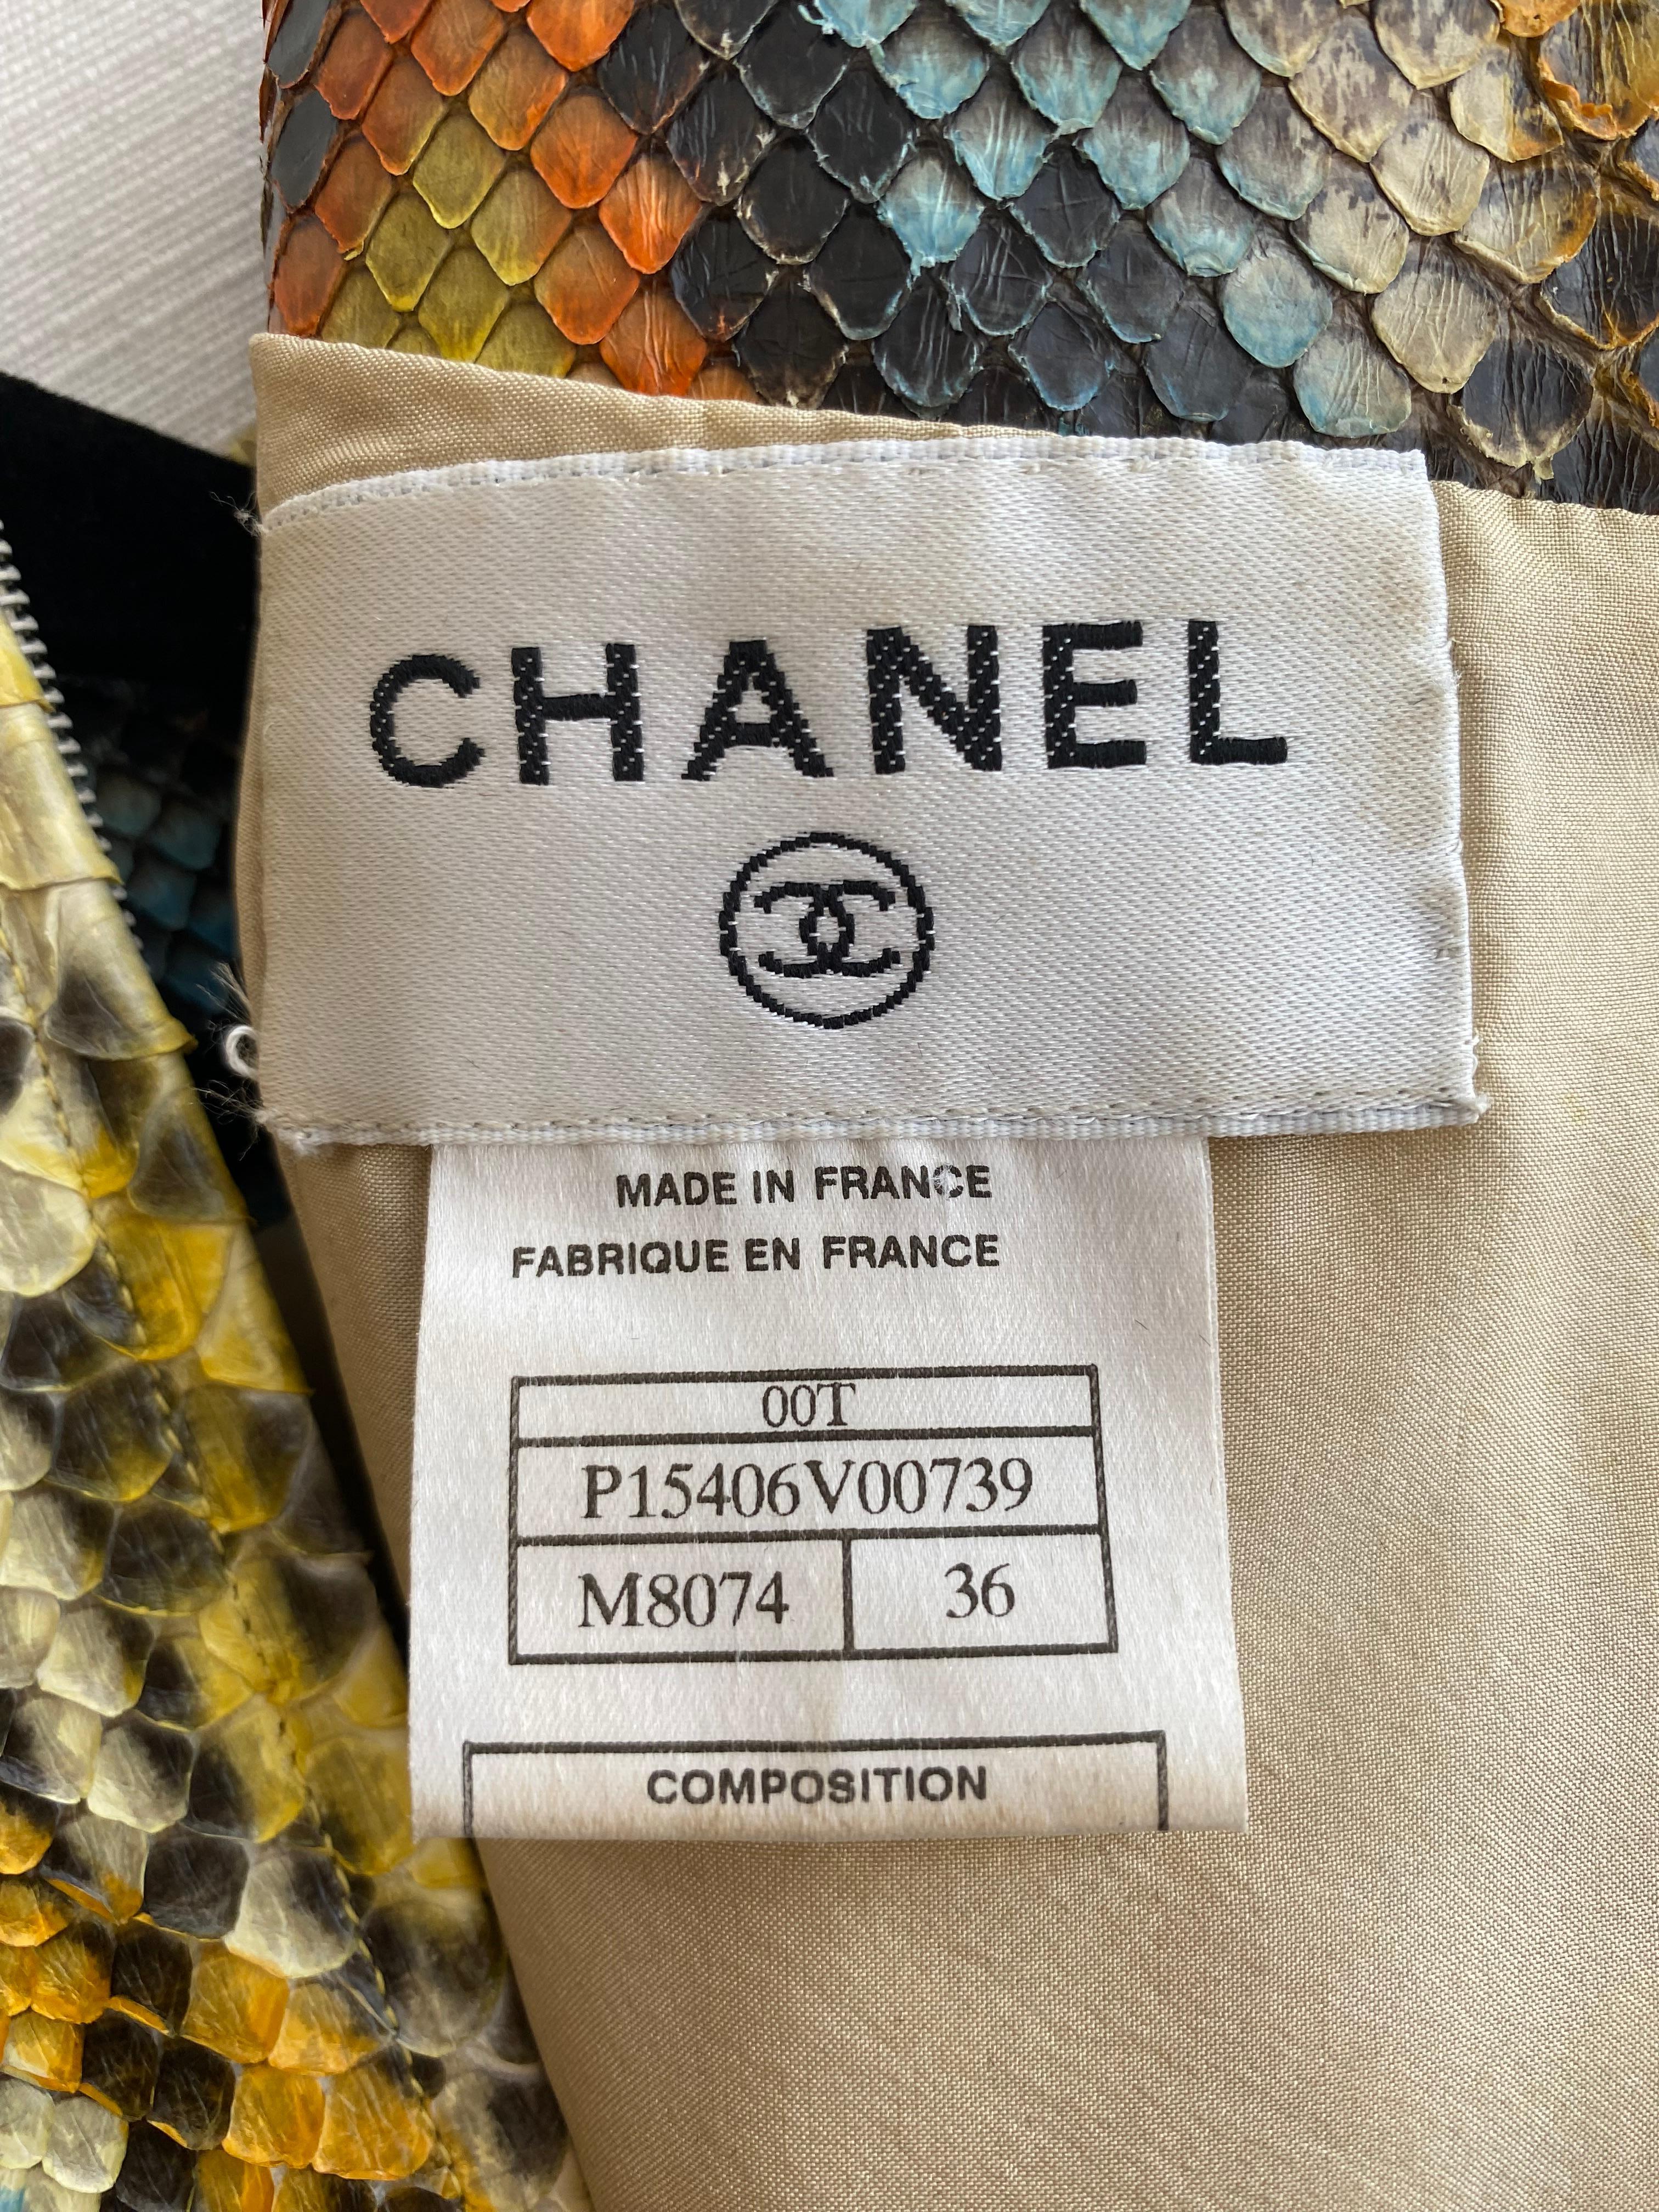 CHANEL
MADE IN FRANCE
FABRIQUE EN FRANCE
00T
P15406V00739
M8074 36
COMPOSITION